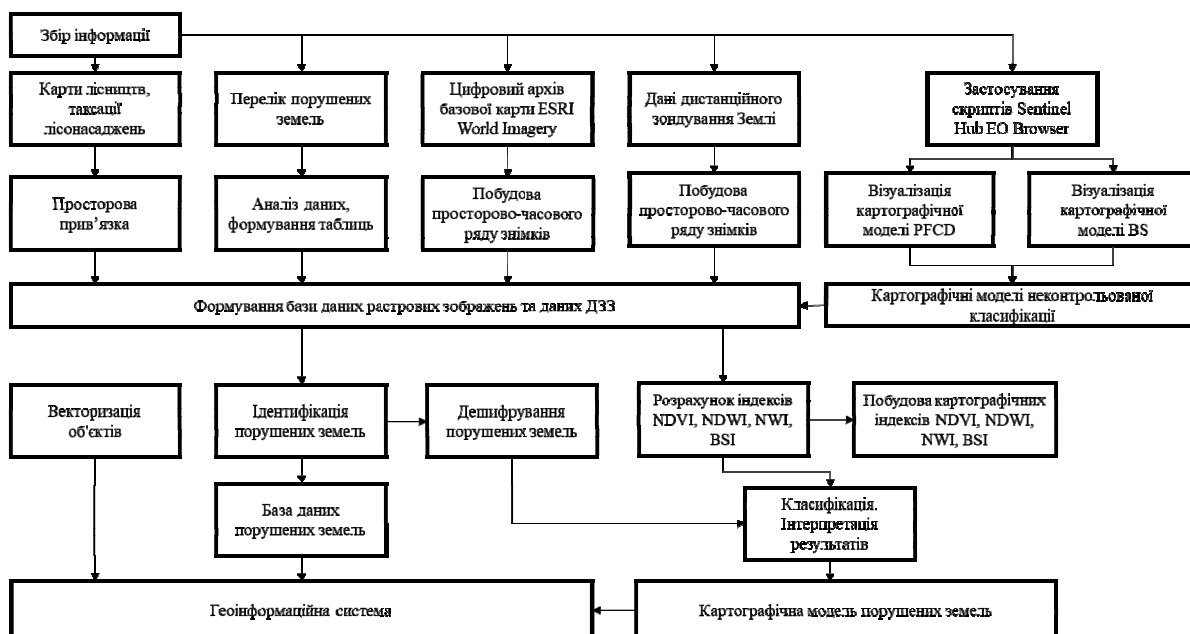 Збір інформації
Карти лісництв,
таксації
лісонасаджень
Перелік порушених
земель
Цифровий архів
базової карти ESRI
World Imagery
Дані дистанційного
зондування Землі
Застосування
скриптів Sentinel
Hub EO Browser
Просторова
прив’язка
Аналіз даних,
формування таблиць
Побудова
просторово-часового
ряду знімків
Побудова
просторово-часового
ряду знімків
Візуалізація
картографічної
моделі PFCD
Візуалізація
картографічної
моделі BS
Формування бази даних растрових зображень та даних ДЗЗ
Картографічні моделі неконтрольованої
класифікації
Векторизація
об'єктів
Ідентифікація
порушених земель
Дешифрування
порушених земель
Розрахунок індексів
NDVI, NDWI, NWI,
BSI
Побудова картографічних
індексів NDVI, NDWI,
NWI, BSI
База даних
порушених земель
Класифікація.
Інтерпретація
результатів
Геоінформаційна система
Картографічна модель порушених земель